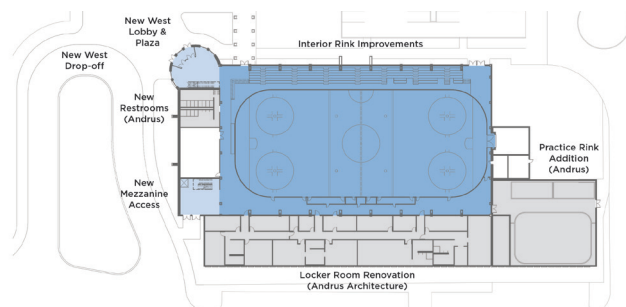 New West
Lobby &
Plaza
Interior Rink Improvements
New West
Drop-off
New
Restrooms
(Andrus)
Practice Rink
Addition
(Andrus)
New
Mezzanine
Access
Locker Room Renovation
(Andrus Architecture)